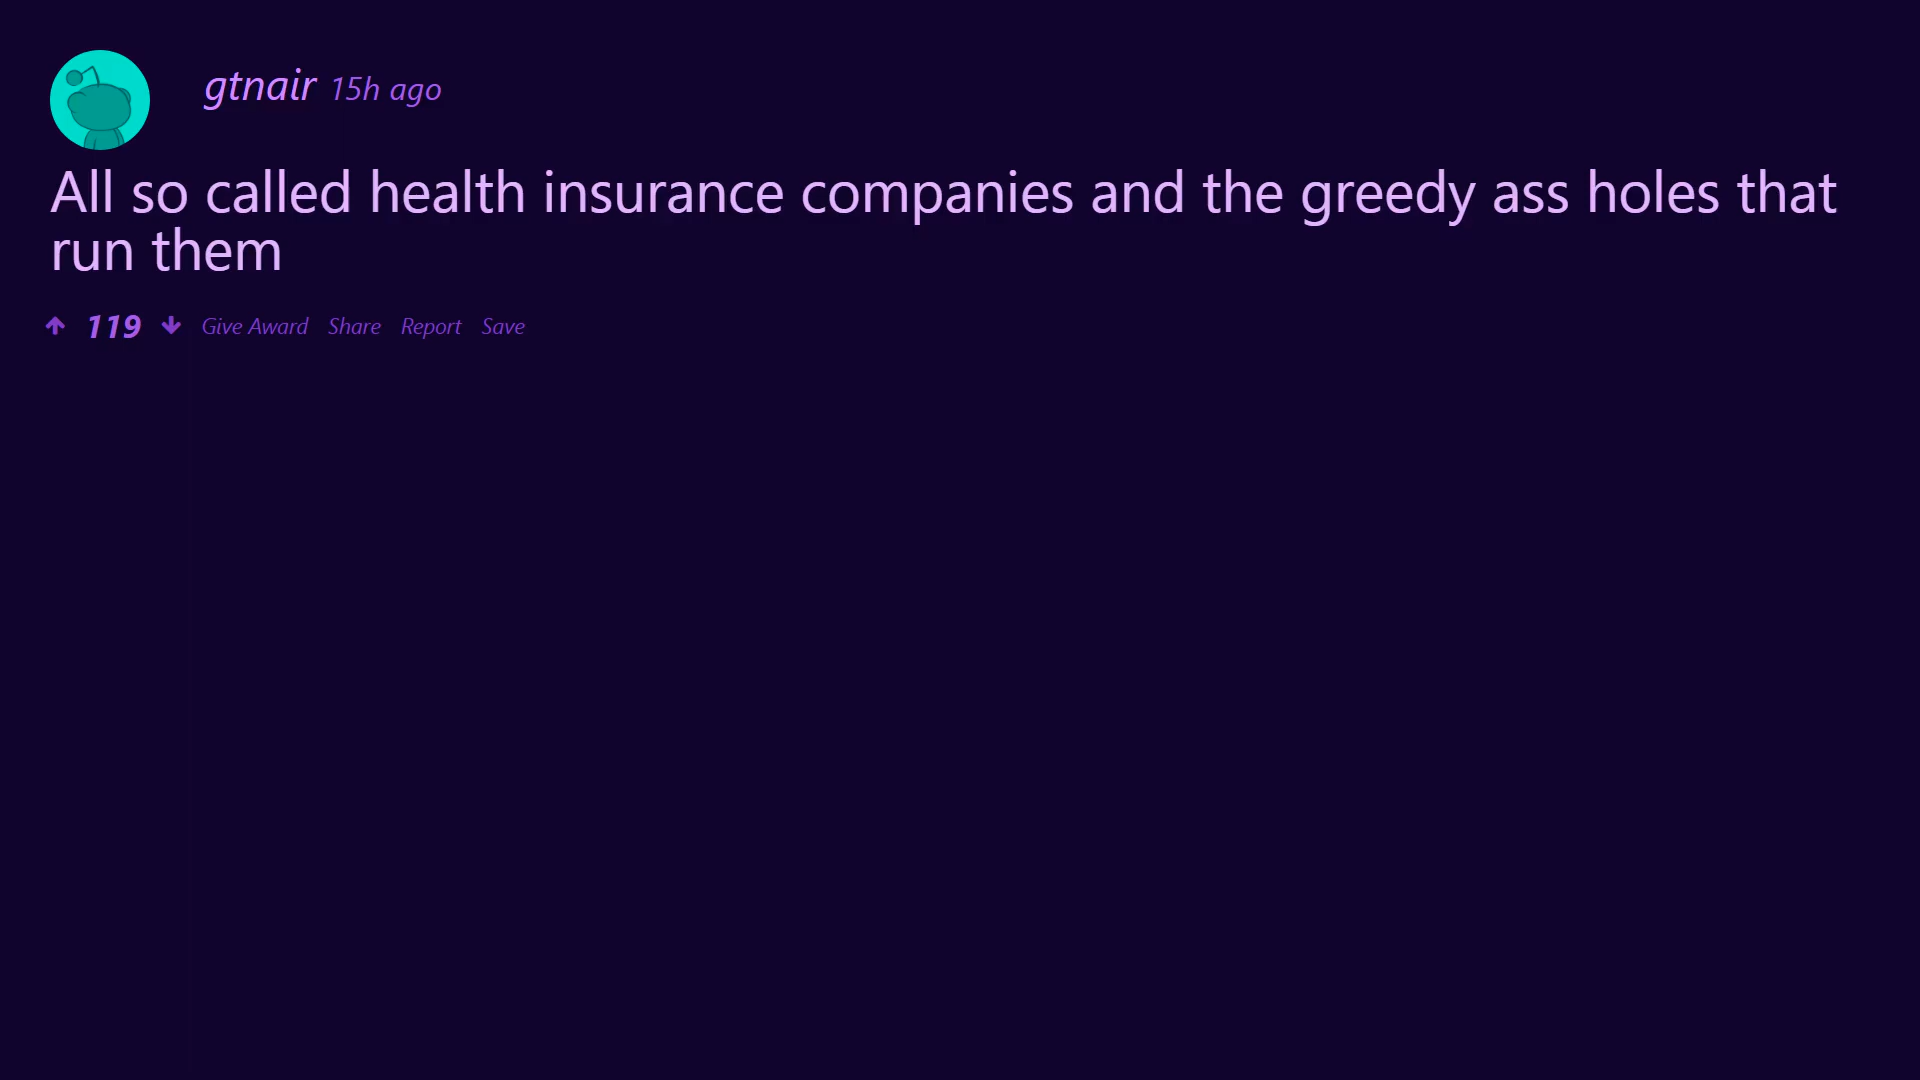 gtnair 15h ago
All so called health insurance companies and the greedy ass holes that
run them
119 Give Award Share Report Save